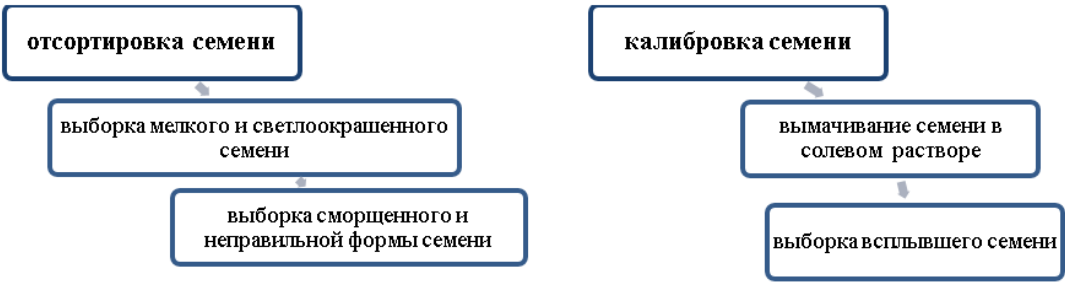 отсортировка семени
выборка мелкого и светлоокрашенного
семени
выборка сморщенного и
неправильной формы семени
калибровка семени
вымачивание семени в
солевом растворе
выборка всплывшего семени